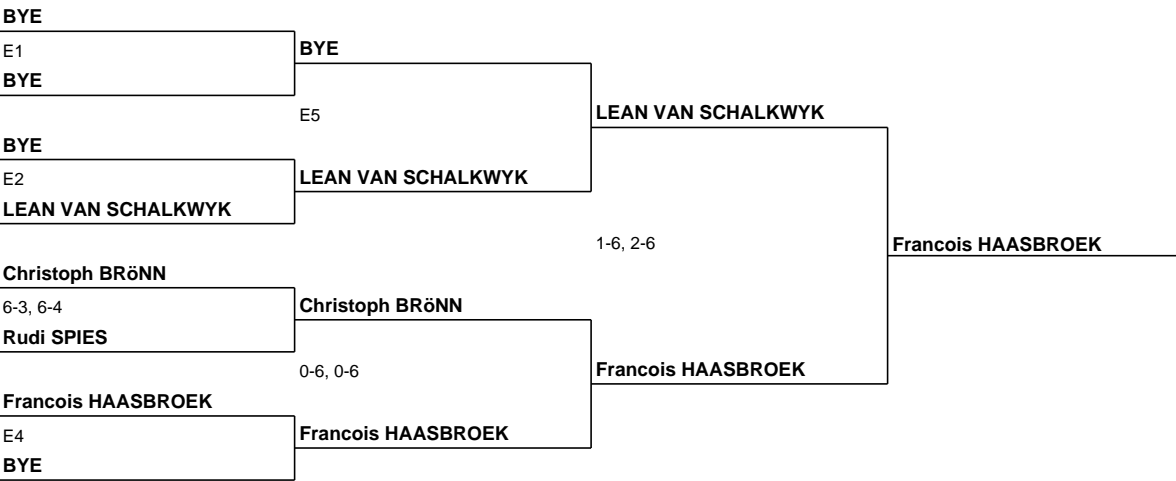 BYE
E1
BYE
BYE
E5
LEAN VAN SCHALKWYK
BYE
E2
LEAN VAN SCHALKWYK
LEAN VAN SCHALKWYK
1-6, 2-6
Francois HAASBROEK
Christoph BRöNN
6-3, 6-4
Christoph BRöNN
Rudi SPIES
0-6, 0-6
Francois HAASBROEK
Francois HAASBROEK
E4
Francois HAASBROEK
BYE